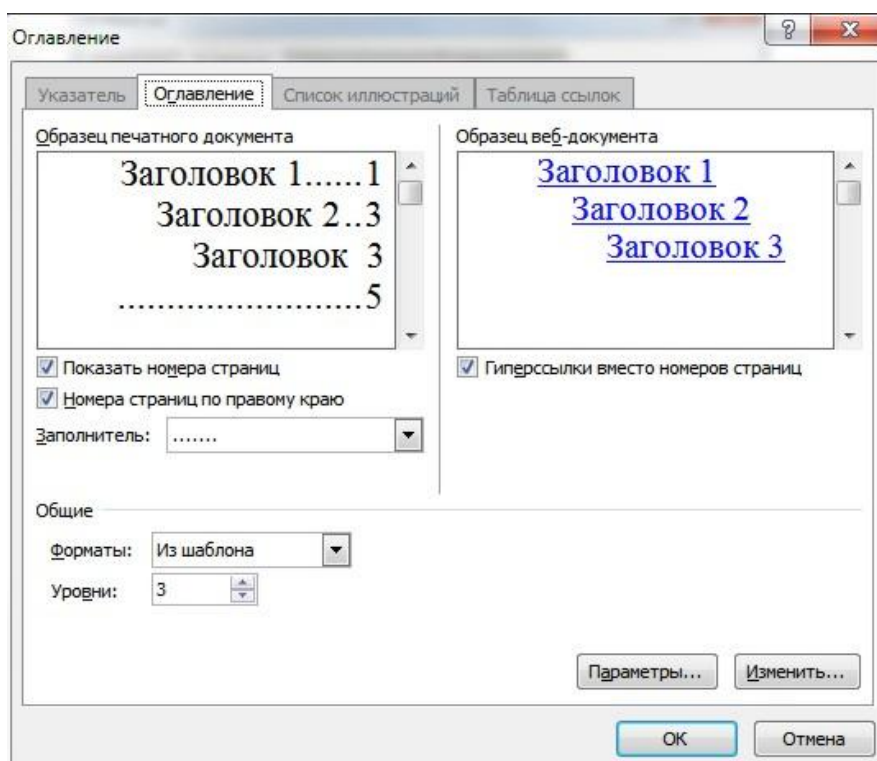 Оглавление
Указатель Оглавление Список иллюстраций Таблица ссылок
Образец печатного документа
Заголовок 1......1
Заголовок 2..3
Заголовок 3
........................5
Показать номера страниц
Номера страниц по правому краю
Заполнитель: .......
Образец веб-документа
Заголовок 1
Заголовок 2
Заголовок 3
Гиперссылки вместо номеров страниц
Общие
Форматы: Из шаблона
Уровни: 3
Параметры... Изменить...
ОК Отмена